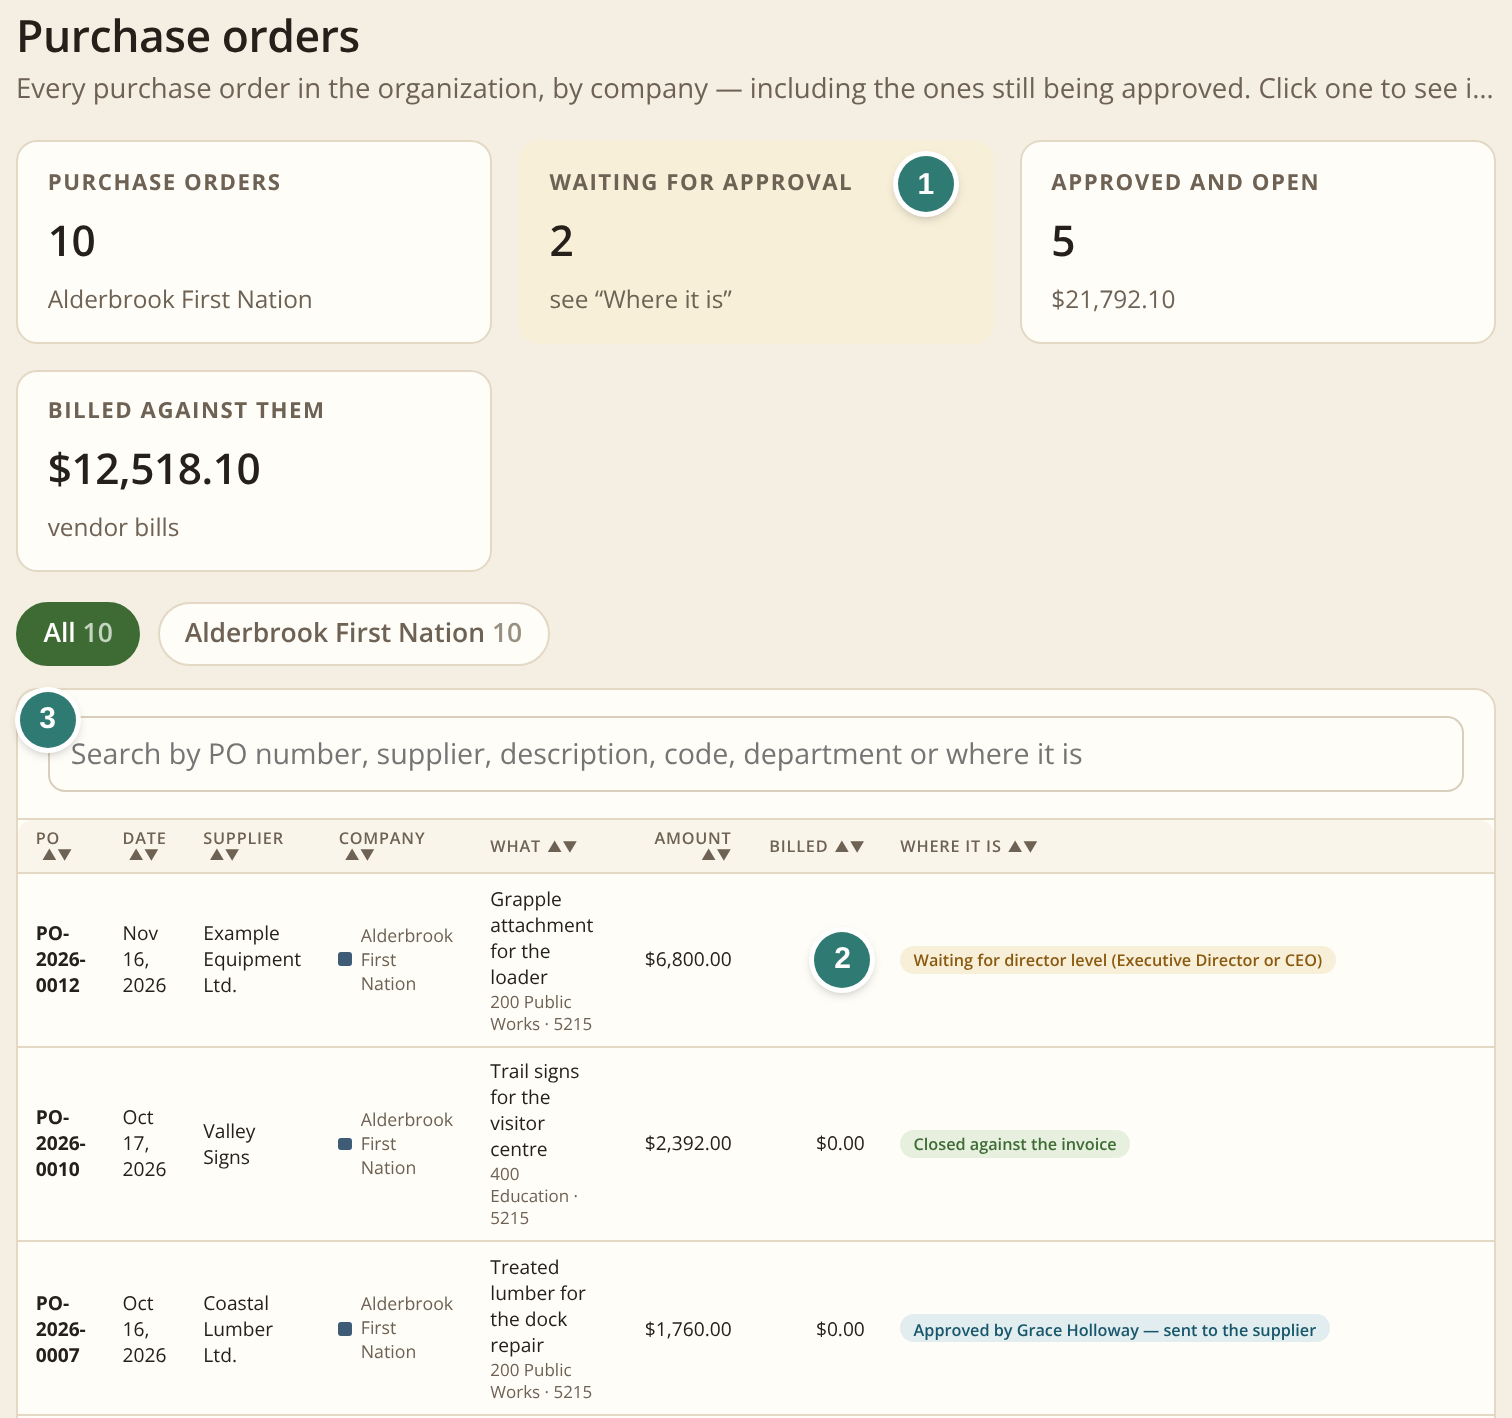 Purchase orders
Every purchase order in the organization, by company — including the ones still being approved. Click one to see i…
PURCHASE ORDERS
10
Alderbrook First Nation
WAITING FOR APPROVAL
1
2
see “Where it is”
APPROVED AND OPEN
5
$21,792.10
BILLED AGAINST THEM
$12,518.10
vendor bills
All 10
Alderbrook First Nation 10
3
Search by PO number, supplier, description, code, department or where it is
PO ▲▼
DATE ▲▼
SUPPLIER ▲▼
COMPANY ▲▼
WHAT ▲▼
AMOUNT ▲▼
BILLED ▲▼
WHERE IT IS ▲▼
PO-
2026-
0012
Nov
16,
2026
Example
Equipment
Ltd.
Alderbrook
First
Nation
Grapple
attachment
for the
loader
200 Public
Works · 5215
$6,800.00
2
Waiting for director level (Executive Director or CEO)
PO-
2026-
0010
Oct
17,
2026
Valley
Signs
Alderbrook
First
Nation
Trail signs
for the
visitor
centre
400
Education ·
5215
$2,392.00
$0.00
Closed against the invoice
PO-
2026-
0007
Oct
16,
2026
Coastal
Lumber
Ltd.
Alderbrook
First
Nation
Treated
lumber for
the dock
repair
200 Public
Works · 5215
$1,760.00
$0.00
Approved by Grace Holloway — sent to the supplier